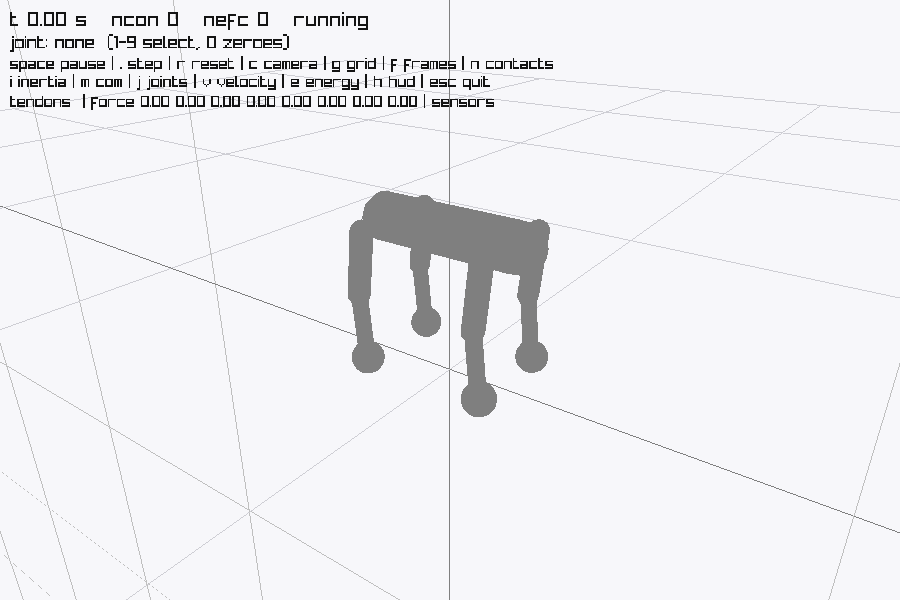 t 0.00 s   ncon 0   nefc 0   running
joint: none  (1-9 select, 0 zeroes)
space pause | . step | r reset | c camera | g grid | f frames | n contacts
i inertia | m com | j joints | v velocity | e energy | h hud | esc quit
tendons  | force 0.00 0.00 0.00 0.00 0.00 0.00 0.00 0.00 | sensors